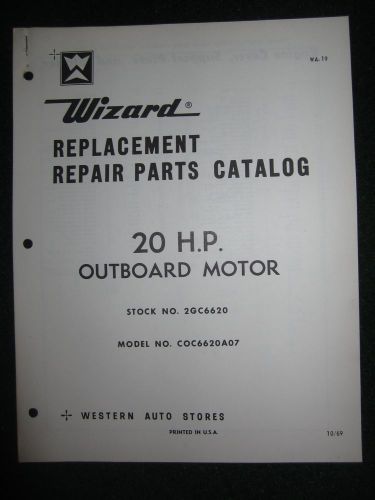 WA-19
Wizard®
REPLACEMENT
REPAIR PARTS CATALOG
20 H.P.
OUTBOARD MOTOR
STOCK NO. 2GC6620
MODEL NO. COC6620A07
WESTERN AUTO STORES
PRINTED IN U.S.A.
10/69